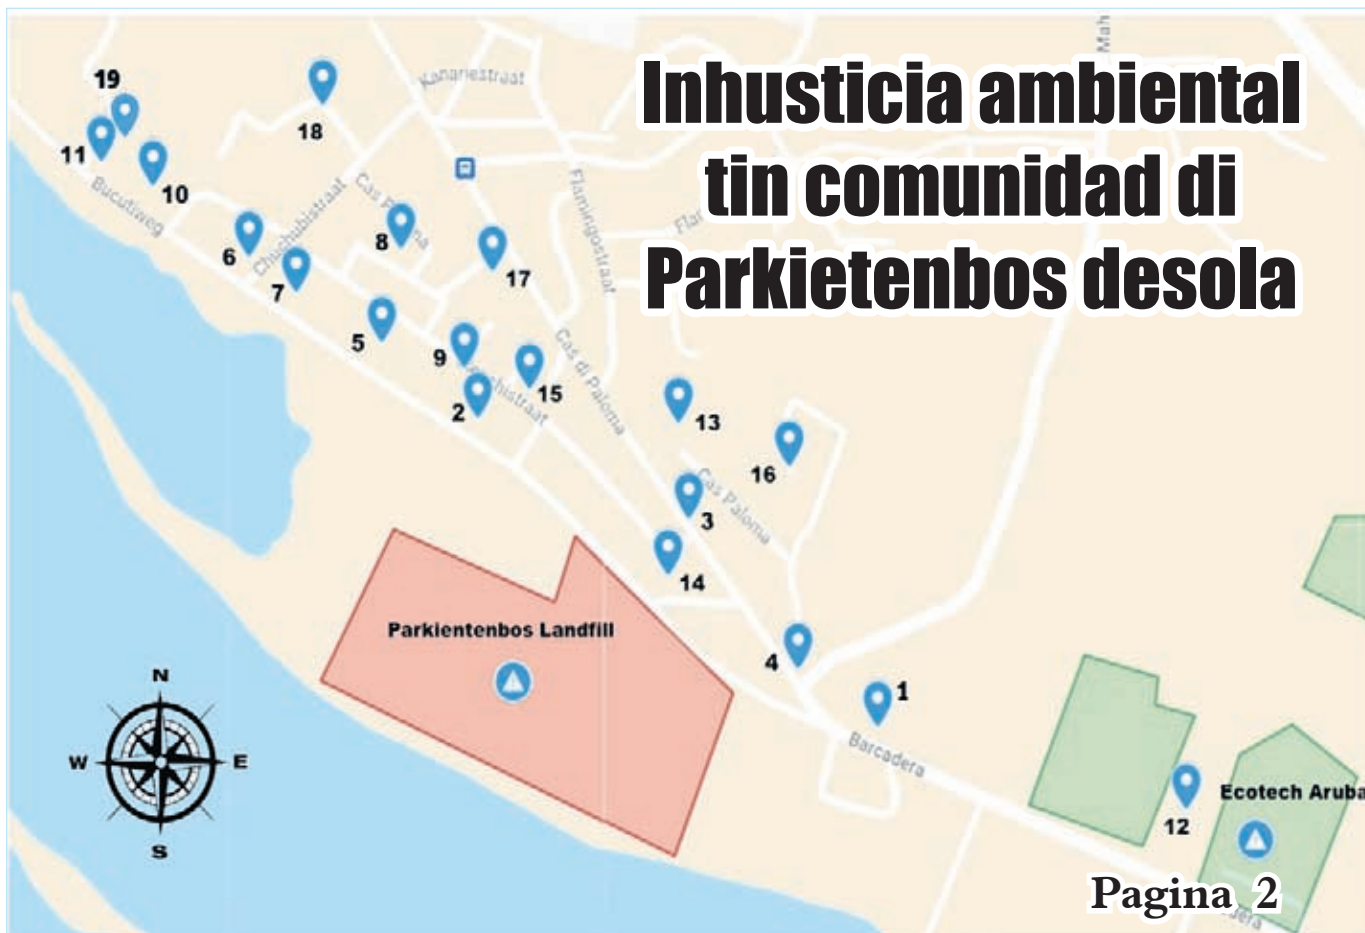 Inhusticia ambiental
tin comunidad di
Parkietenbos desola
Kanariestraat
Mah
19
18
11
10
Bucutiweg
Chuchubistraat
8
Flamingostraat
6
7
17
5
9
15
2
Cas di Paloma
13
16
Cas Paloma
3
14
Parkientenbos Landfill
4
1
Barcadera
N
W
E
S
12
Ecotech Aruba
Pagina 2